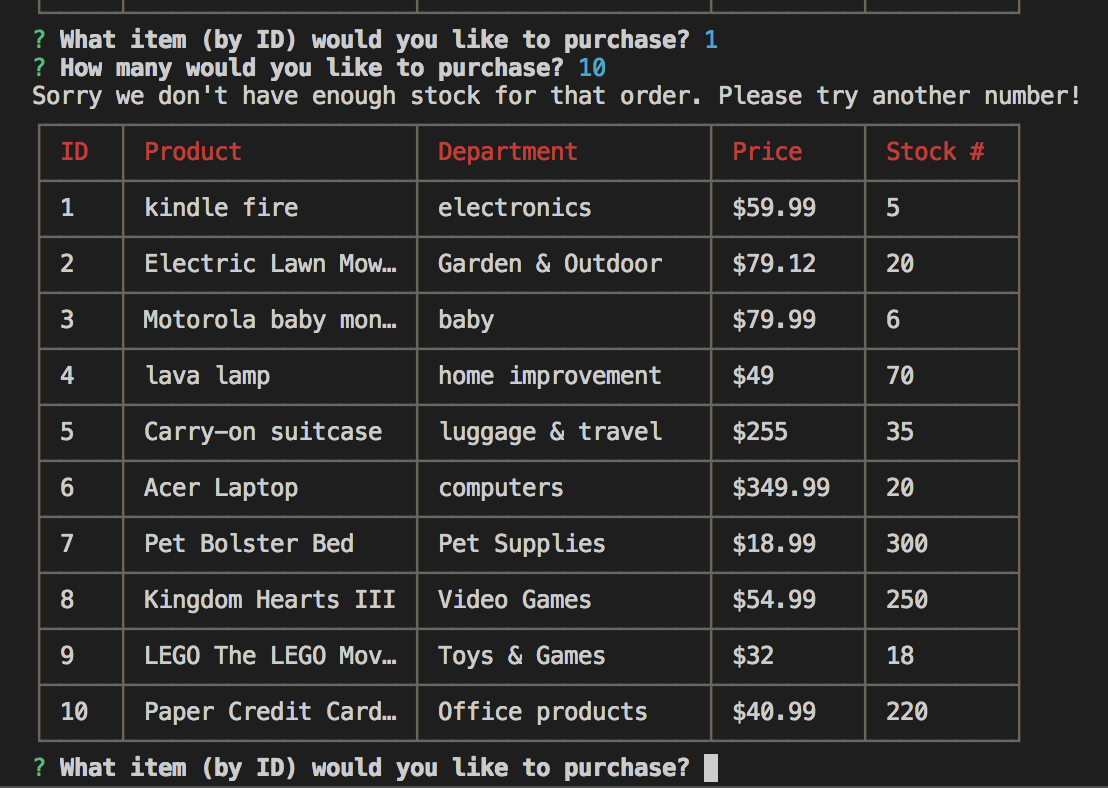 ? What item (by ID) would you like to purchase? 1
? How many would you like to purchase? 10
Sorry we don't have enough stock for that order. Please try another number!
ID Product Department Price Stock #
1 kindle fire electronics $59.99 5
2 Electric Lawn Mow… Garden & Outdoor $79.12 20
3 Motorola baby mon… baby $79.99 6
4 lava lamp home improvement $49 70
5 Carry-on suitcase luggage & travel $255 35
6 Acer Laptop computers $349.99 20
7 Pet Bolster Bed Pet Supplies $18.99 300
8 Kingdom Hearts III Video Games $54.99 250
9 LEGO The LEGO Mov… Toys & Games $32 18
10 Paper Credit Card… Office products $40.99 220
? What item (by ID) would you like to purchase?